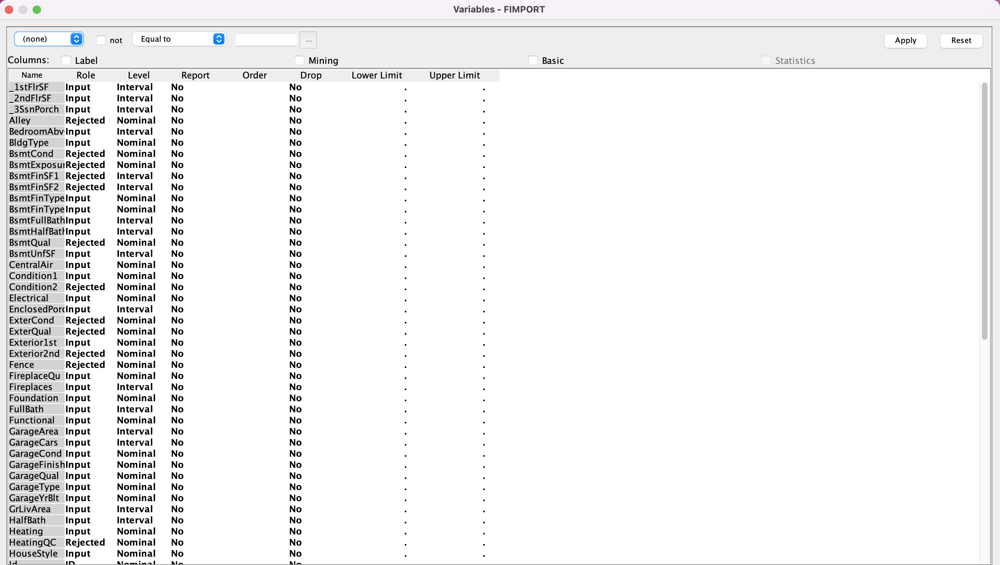 Variables - FIMPORT
(none) not Equal to ... Apply Reset
Columns: Label Mining Basic Statistics
Name Role Level Report Order Drop Lower Limit Upper Limit
_1stFlrSF Input Interval No No . .
_2ndFlrSF Input Interval No No . .
_3SsnPorch Input Interval No No . .
Alley Rejected Nominal No No . .
BedroomAbv Input Interval No No . .
BldgType Input Nominal No No . .
BsmtCond Rejected Nominal No No . .
BsmtExposur Rejected Nominal No No . .
BsmtFinSF1 Rejected Interval No No . .
BsmtFinSF2 Rejected Interval No No . .
BsmtFinType Input Nominal No No . .
BsmtFinType Input Nominal No No . .
BsmtFullBath Input Interval No No . .
BsmtHalfBath Input Interval No No . .
BsmtQual Rejected Nominal No No . .
BsmtUnfSF Input Interval No No . .
CentralAir Input Nominal No No . .
Condition1 Input Nominal No No . .
Condition2 Rejected Nominal No No . .
Electrical Input Nominal No No . .
EnclosedPorc Input Interval No No . .
ExterCond Rejected Nominal No No . .
ExterQual Rejected Nominal No No . .
Exterior1st Input Nominal No No . .
Exterior2nd Rejected Nominal No No . .
Fence Rejected Nominal No No . .
FireplaceQu Input Nominal No No . .
Fireplaces Input Interval No No . .
Foundation Input Nominal No No . .
FullBath Input Interval No No . .
Functional Input Nominal No No . .
GarageArea Input Interval No No . .
GarageCars Input Interval No No . .
GarageCond Input Nominal No No . .
GarageFinish Input Nominal No No . .
GarageQual Input Nominal No No . .
GarageType Input Nominal No No . .
GarageYrBlt Input Nominal No No . .
GrLivArea Input Interval No No . .
HalfBath Input Interval No No . .
Heating Input Nominal No No . .
HeatingQC Rejected Nominal No No . .
HouseStyle Input Nominal No No . .
Id ID Nominal No No